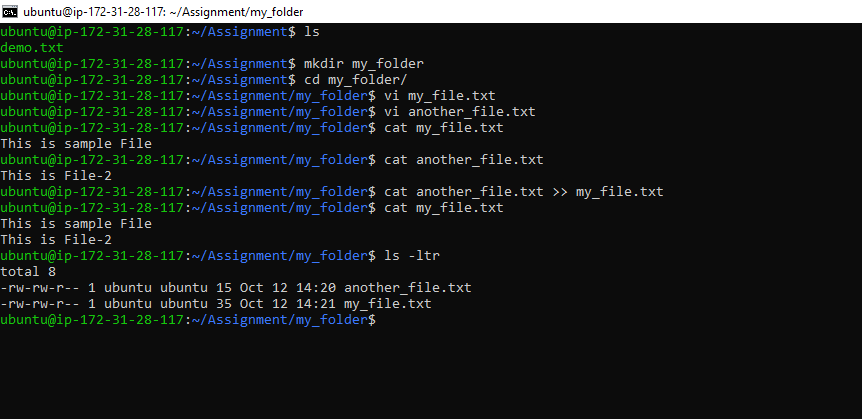 ubuntu@ip-172-31-28-117: ~/Assignment/my_folder
ubuntu@ip-172-31-28-117:~/Assignment$ ls
demo.txt
ubuntu@ip-172-31-28-117:~/Assignment$ mkdir my_folder
ubuntu@ip-172-31-28-117:~/Assignment$ cd my_folder/
ubuntu@ip-172-31-28-117:~/Assignment/my_folder$ vi my_file.txt
ubuntu@ip-172-31-28-117:~/Assignment/my_folder$ vi another_file.txt
ubuntu@ip-172-31-28-117:~/Assignment/my_folder$ cat my_file.txt
This is sample File
ubuntu@ip-172-31-28-117:~/Assignment/my_folder$ cat another_file.txt
This is File-2
ubuntu@ip-172-31-28-117:~/Assignment/my_folder$ cat another_file.txt >> my_file.txt
ubuntu@ip-172-31-28-117:~/Assignment/my_folder$ cat my_file.txt
This is sample File
This is File-2
ubuntu@ip-172-31-28-117:~/Assignment/my_folder$ ls -ltr
total 8
-rw-rw-r-- 1 ubuntu ubuntu 15 Oct 12 14:20 another_file.txt
-rw-rw-r-- 1 ubuntu ubuntu 35 Oct 12 14:21 my_file.txt
ubuntu@ip-172-31-28-117:~/Assignment/my_folder$